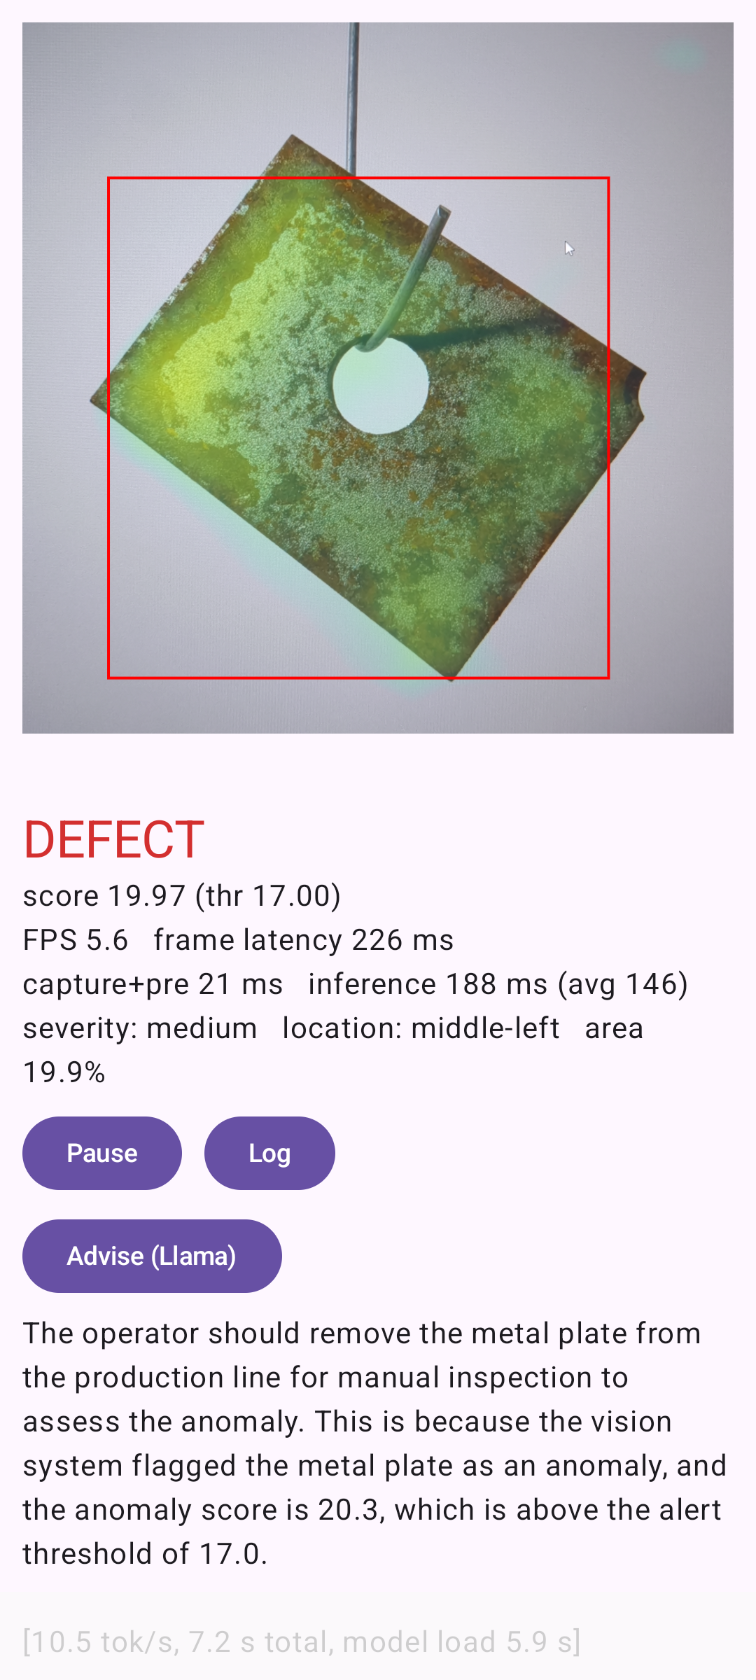 DEFECT
score 19.97 (thr 17.00)
FPS 5.6   frame latency 226 ms
capture+pre 21 ms   inference 188 ms (avg 146)
severity: medium   location: middle-left   area
19.9%
Pause   Log
Advise (Llama)
The operator should remove the metal plate from
the production line for manual inspection to
assess the anomaly. This is because the vision
system flagged the metal plate as an anomaly, and
the anomaly score is 20.3, which is above the alert
threshold of 17.0.
[10.5 tok/s, 7.2 s total, model load 5.9 s]